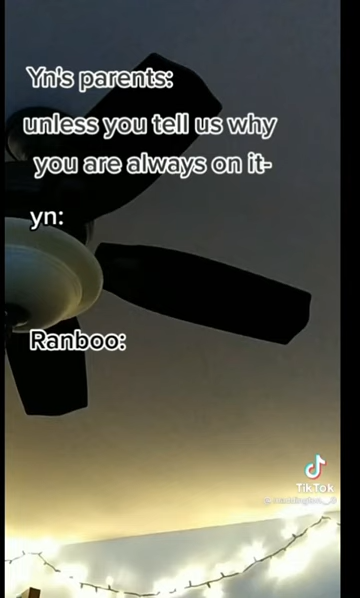 Yn's parents:
unless you tell us why
you are always on it-
yn:
Ranboo:
TikTok